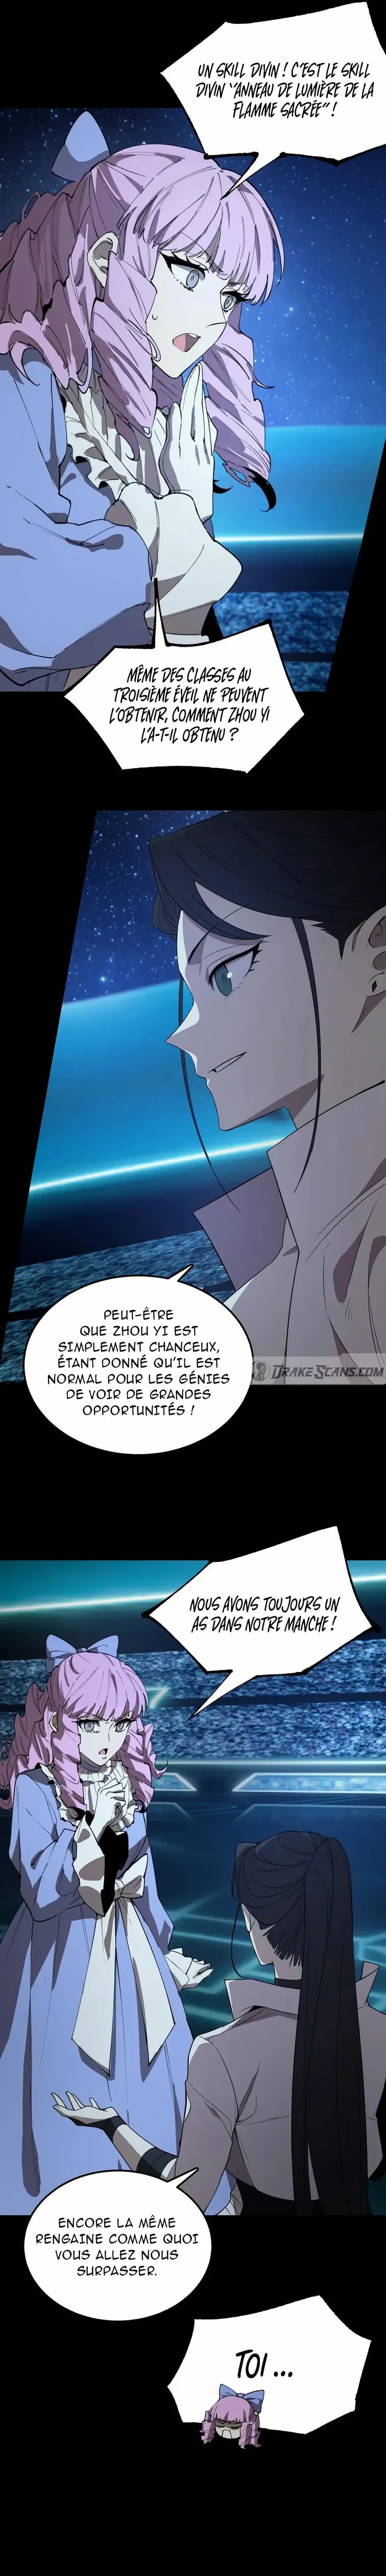 UN SKILL DIVIN ! C'EST LE SKILL
DIVIN "ANNEAU DE LUMIÈRE DE LA
FLAMME SACRÉE" !
MÊME DES CLASSES AU
TROISIÈME ÉVEIL NE PEUVENT
L'OBTENIR, COMMENT ZHOU YI
L'A-T-IL OBTENU ?
PEUT-ÊTRE
QUE ZHOU YI EST
SIMPLEMENT CHANCEUX,
ÉTANT DONNÉ QU'IL EST
NORMAL POUR LES GÉNIES
DE VOIR DE GRANDES
OPPORTUNITÉS !
DRAKESCANS.COM
NOUS AVONS TOUJOURS UN
AS DANS NOTRE MANCHE !
ENCORE LA MÊME
RENGAINE COMME QUOI
VOUS ALLEZ NOUS
SURPASSER.
TOI ...